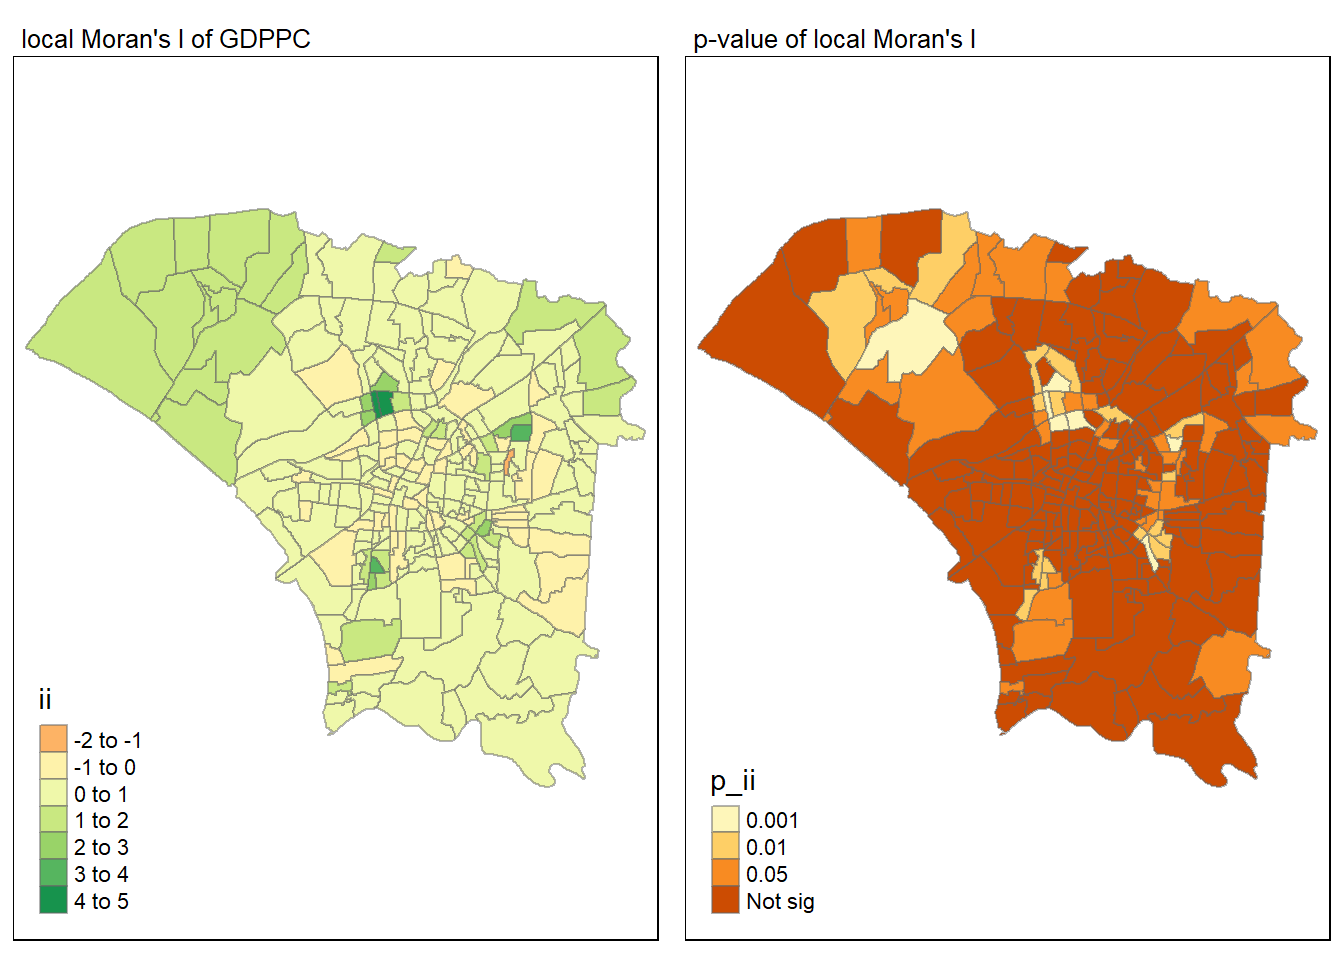 local Moran's I of GDPPC
p-value of local Moran's I
ii
-2 to -1
-1 to 0
0 to 1
1 to 2
2 to 3
3 to 4
4 to 5
p_ii
0.001
0.01
0.05
Not sig